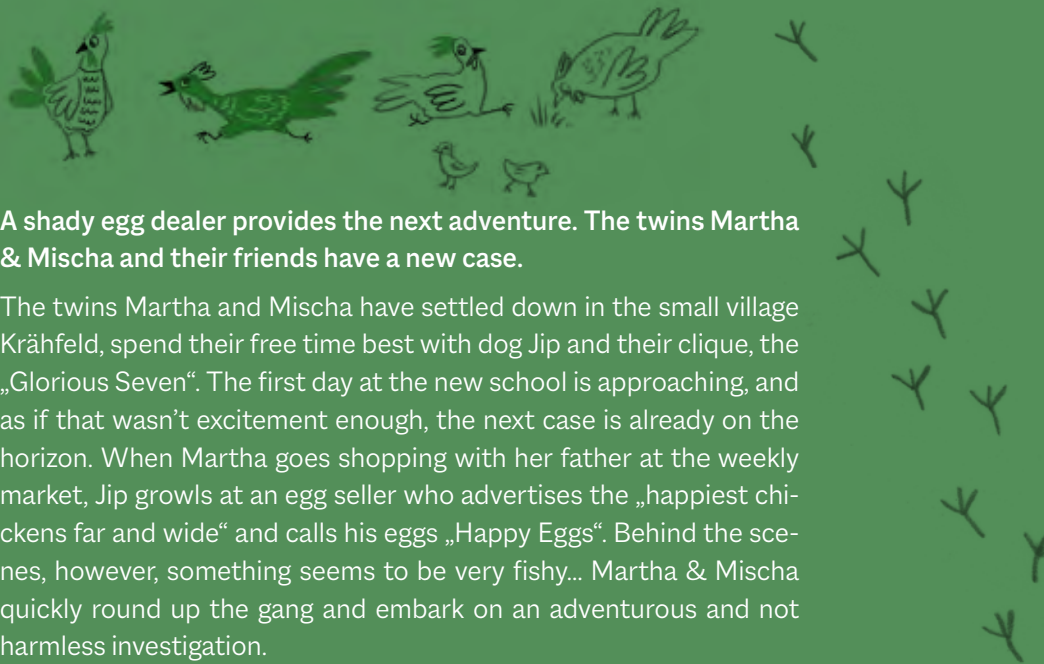 A shady egg dealer provides the next adventure. The twins Martha
& Mischa and their friends have a new case.
The twins Martha and Mischa have settled down in the small village
Krähfeld, spend their free time best with dog Jip and their clique, the
„Glorious Seven“. The first day at the new school is approaching, and
as if that wasn’t excitement enough, the next case is already on the
horizon. When Martha goes shopping with her father at the weekly
market, Jip growls at an egg seller who advertises the „happiest chi-
ckens far and wide“ and calls his eggs „Happy Eggs“. Behind the sce-
nes, however, something seems to be very fishy... Martha & Mischa
quickly round up the gang and embark on an adventurous and not
harmless investigation.